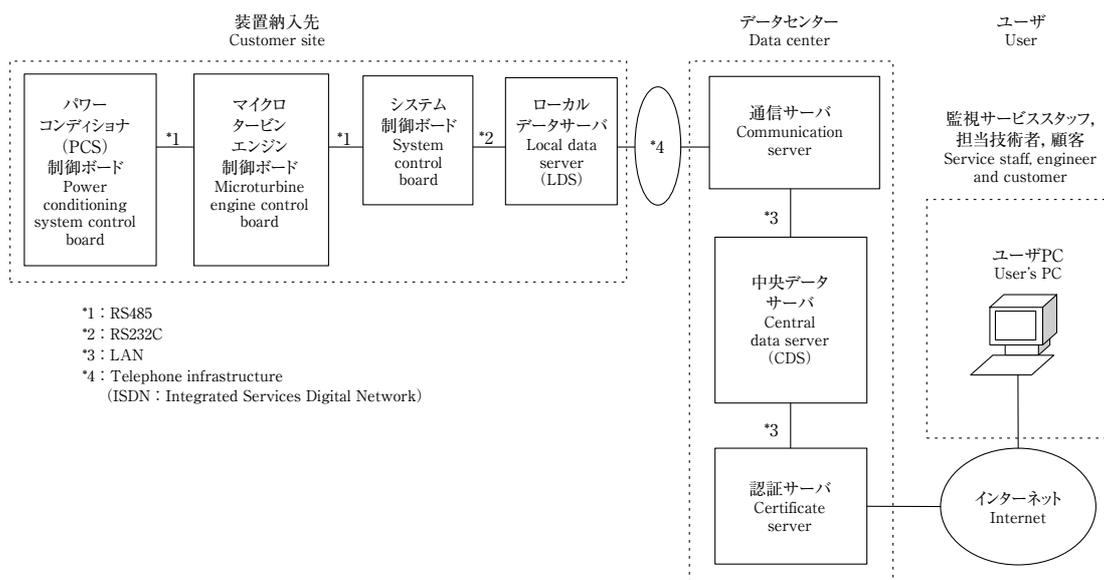 装置納入先
Customer site
パワー
コンディショナ
(PCS)
制御ボード
Power
conditioning
system control
board
*1
マイクロ
タービン
エンジン
制御ボード
Microturbine
engine control
board
*1
システム
制御ボード
System
control
board
*2
ローカル
データサーバ
Local data
server
(LDS)
*4
データセンター
Data center
通信サーバ
Communication
server
*3
中央データ
サーバ
Central
data server
(CDS)
*3
認証サーバ
Certificate
server
ユーザ
User
監視サービススタッフ,
担当技術者, 顧客
Service staff, engineer
and customer
ユーザPC
User's PC
インターネット
Internet
*1：RS485
*2：RS232C
*3：LAN
*4：Telephone infrastructure
(ISDN：Integrated Services Digital Network)